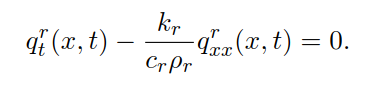 $q_t^r(x,t) - \frac{k_r}{c_r \rho_r} q_{xx}^r(x,t) = 0.$